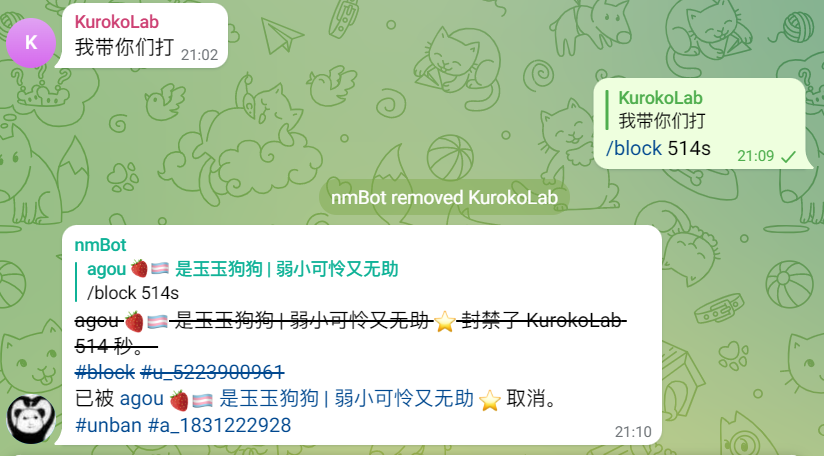 KurokoLab
K
我带你们打 21:02
KurokoLab
我带你们打
/block 514s 21:09
nmBot removed KurokoLab
nmBot
agou 🍓🏳️‍⚧️ 是玉玉狗狗 | 弱小可怜又无助
/block 514s
agou 🍓🏳️‍⚧️ 是玉玉狗狗 | 弱小可怜又无助 ⭐ 封禁了 KurokoLab
514 秒。
#block #u_5223900961
已被 agou 🍓🏳️‍⚧️ 是玉玉狗狗 | 弱小可怜又无助 ⭐ 取消。
#unban #a_1831222928
21:10